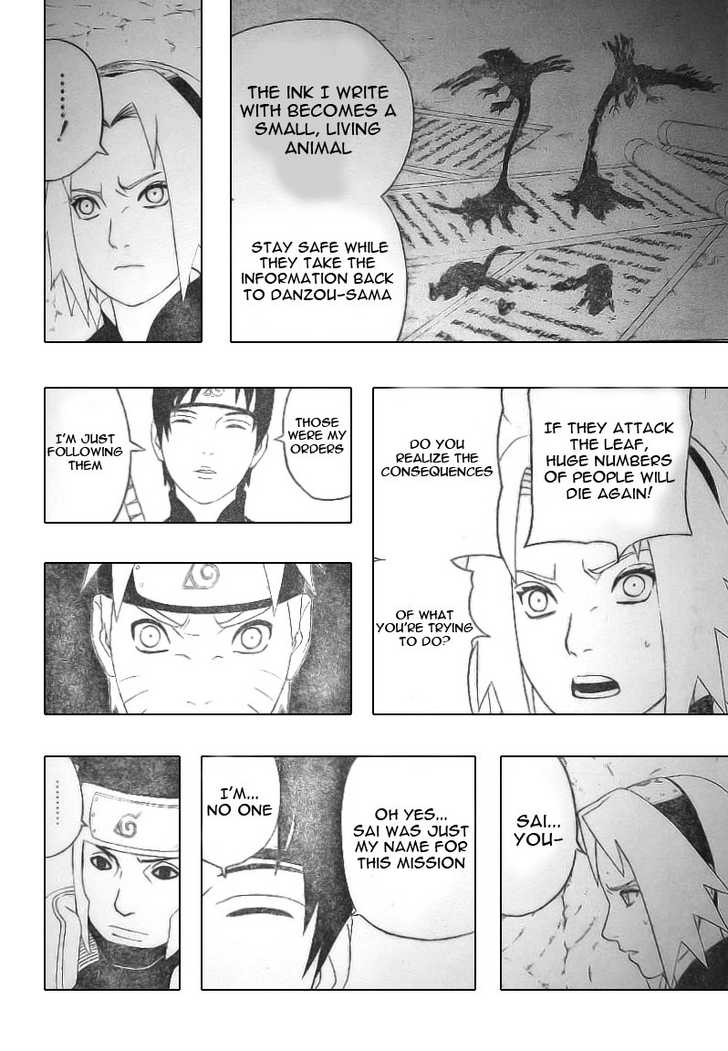 THE INK I WRITE
WITH BECOMES A
SMALL, LIVING
ANIMAL
STAY SAFE WHILE
THEY TAKE THE
INFORMATION BACK
TO DANZOU-SAMA
.......!
IF THEY ATTACK
THE LEAF,
HUGE NUMBERS
OF PEOPLE WILL
DIE AGAIN!
DO YOU
REALIZE THE
CONSEQUENCES
OF WHAT
YOU'RE TRYING
TO DO?
THOSE
WERE MY
ORDERS
I'M JUST
FOLLOWING
THEM
SAI...
YOU-
OH YES...
SAI WAS JUST
MY NAME FOR
THIS MISSION
I'M...
NO ONE
........